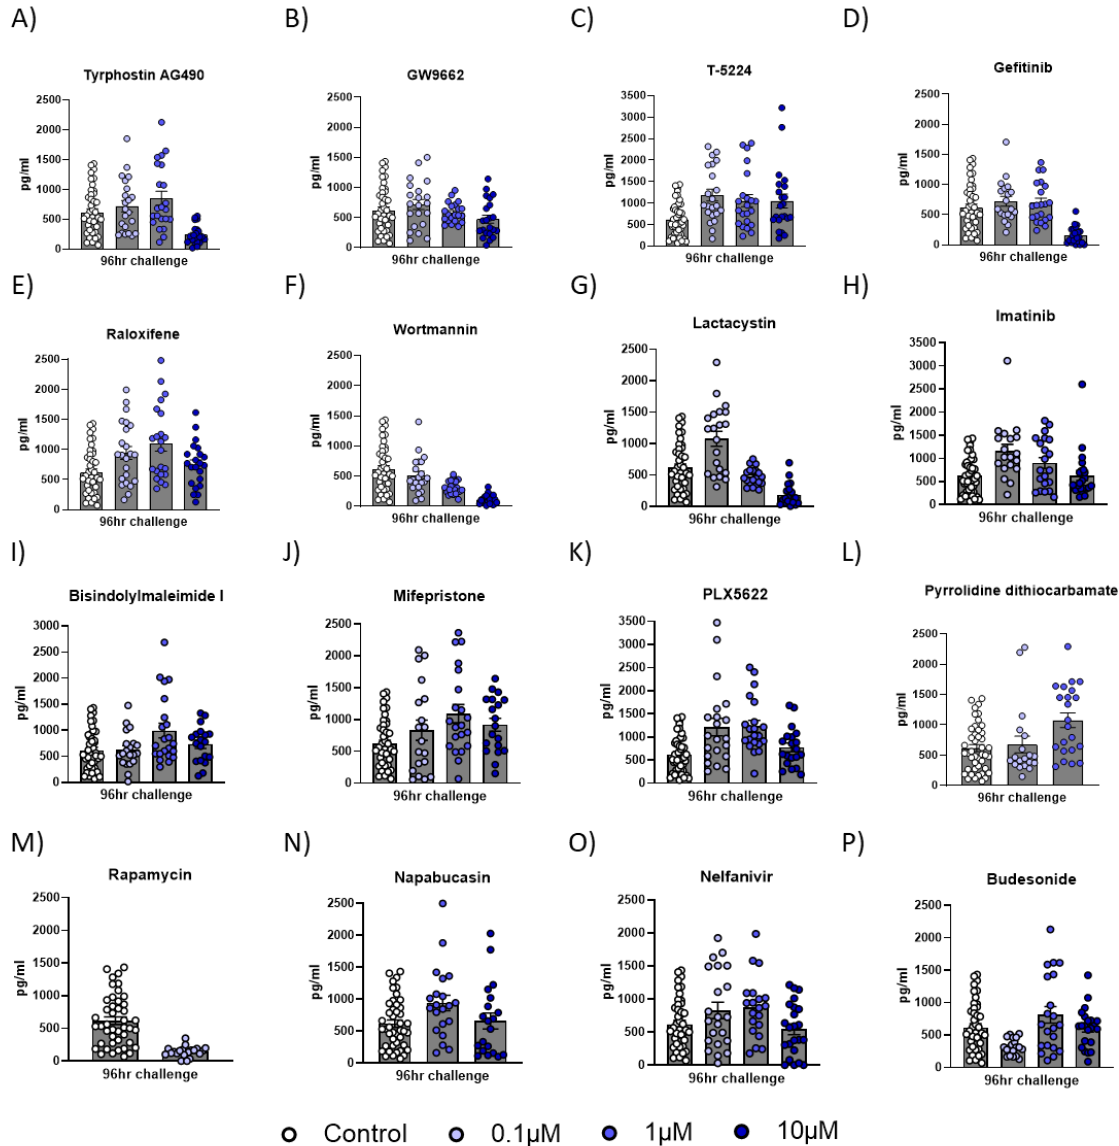 A)
B)
C)
D)
Tyrphostin AG490
GW9662
T-5224
Gefitinib
2500
2000
1500
1000
500
0
pg/ml
96hr challenge
2500
2000
1500
1000
500
0
pg/ml
96hr challenge
3500
3000
2500
2000
1500
1000
500
0
pg/ml
96hr challenge
2500
2000
1500
1000
500
0
pg/ml
96hr challenge
E)
F)
G)
H)
Raloxifene
Wortmannin
Lactacystin
Imatinib
2500
2000
1500
1000
500
0
pg/ml
96hr challenge
2500
2000
1500
1000
500
0
pg/ml
96hr challenge
2500
2000
1500
1000
500
0
pg/ml
96hr challenge
3500
3000
2500
2000
1500
1000
500
0
pg/ml
96hr challenge
I)
J)
K)
L)
Bisindolylmaleimide I
Mifepristone
PLX5622
Pyrrolidine dithiocarbamate
3000
2500
2000
1500
1000
500
0
pg/ml
96hr challenge
2500
2000
1500
1000
500
0
pg/ml
96hr challenge
3500
3000
2500
2000
1500
1000
500
0
pg/ml
96hr challenge
2500
2000
1500
1000
500
0
pg/ml
96hr challenge
M)
N)
O)
P)
Rapamycin
Napabucasin
Nelfanivir
Budesonide
2500
2000
1500
1000
500
0
pg/ml
96hr challenge
2500
2000
1500
1000
500
0
pg/ml
96hr challenge
2500
2000
1500
1000
500
0
pg/ml
96hr challenge
2500
2000
1500
1000
500
0
pg/ml
96hr challenge
Control 0.1µM 1µM 10µM